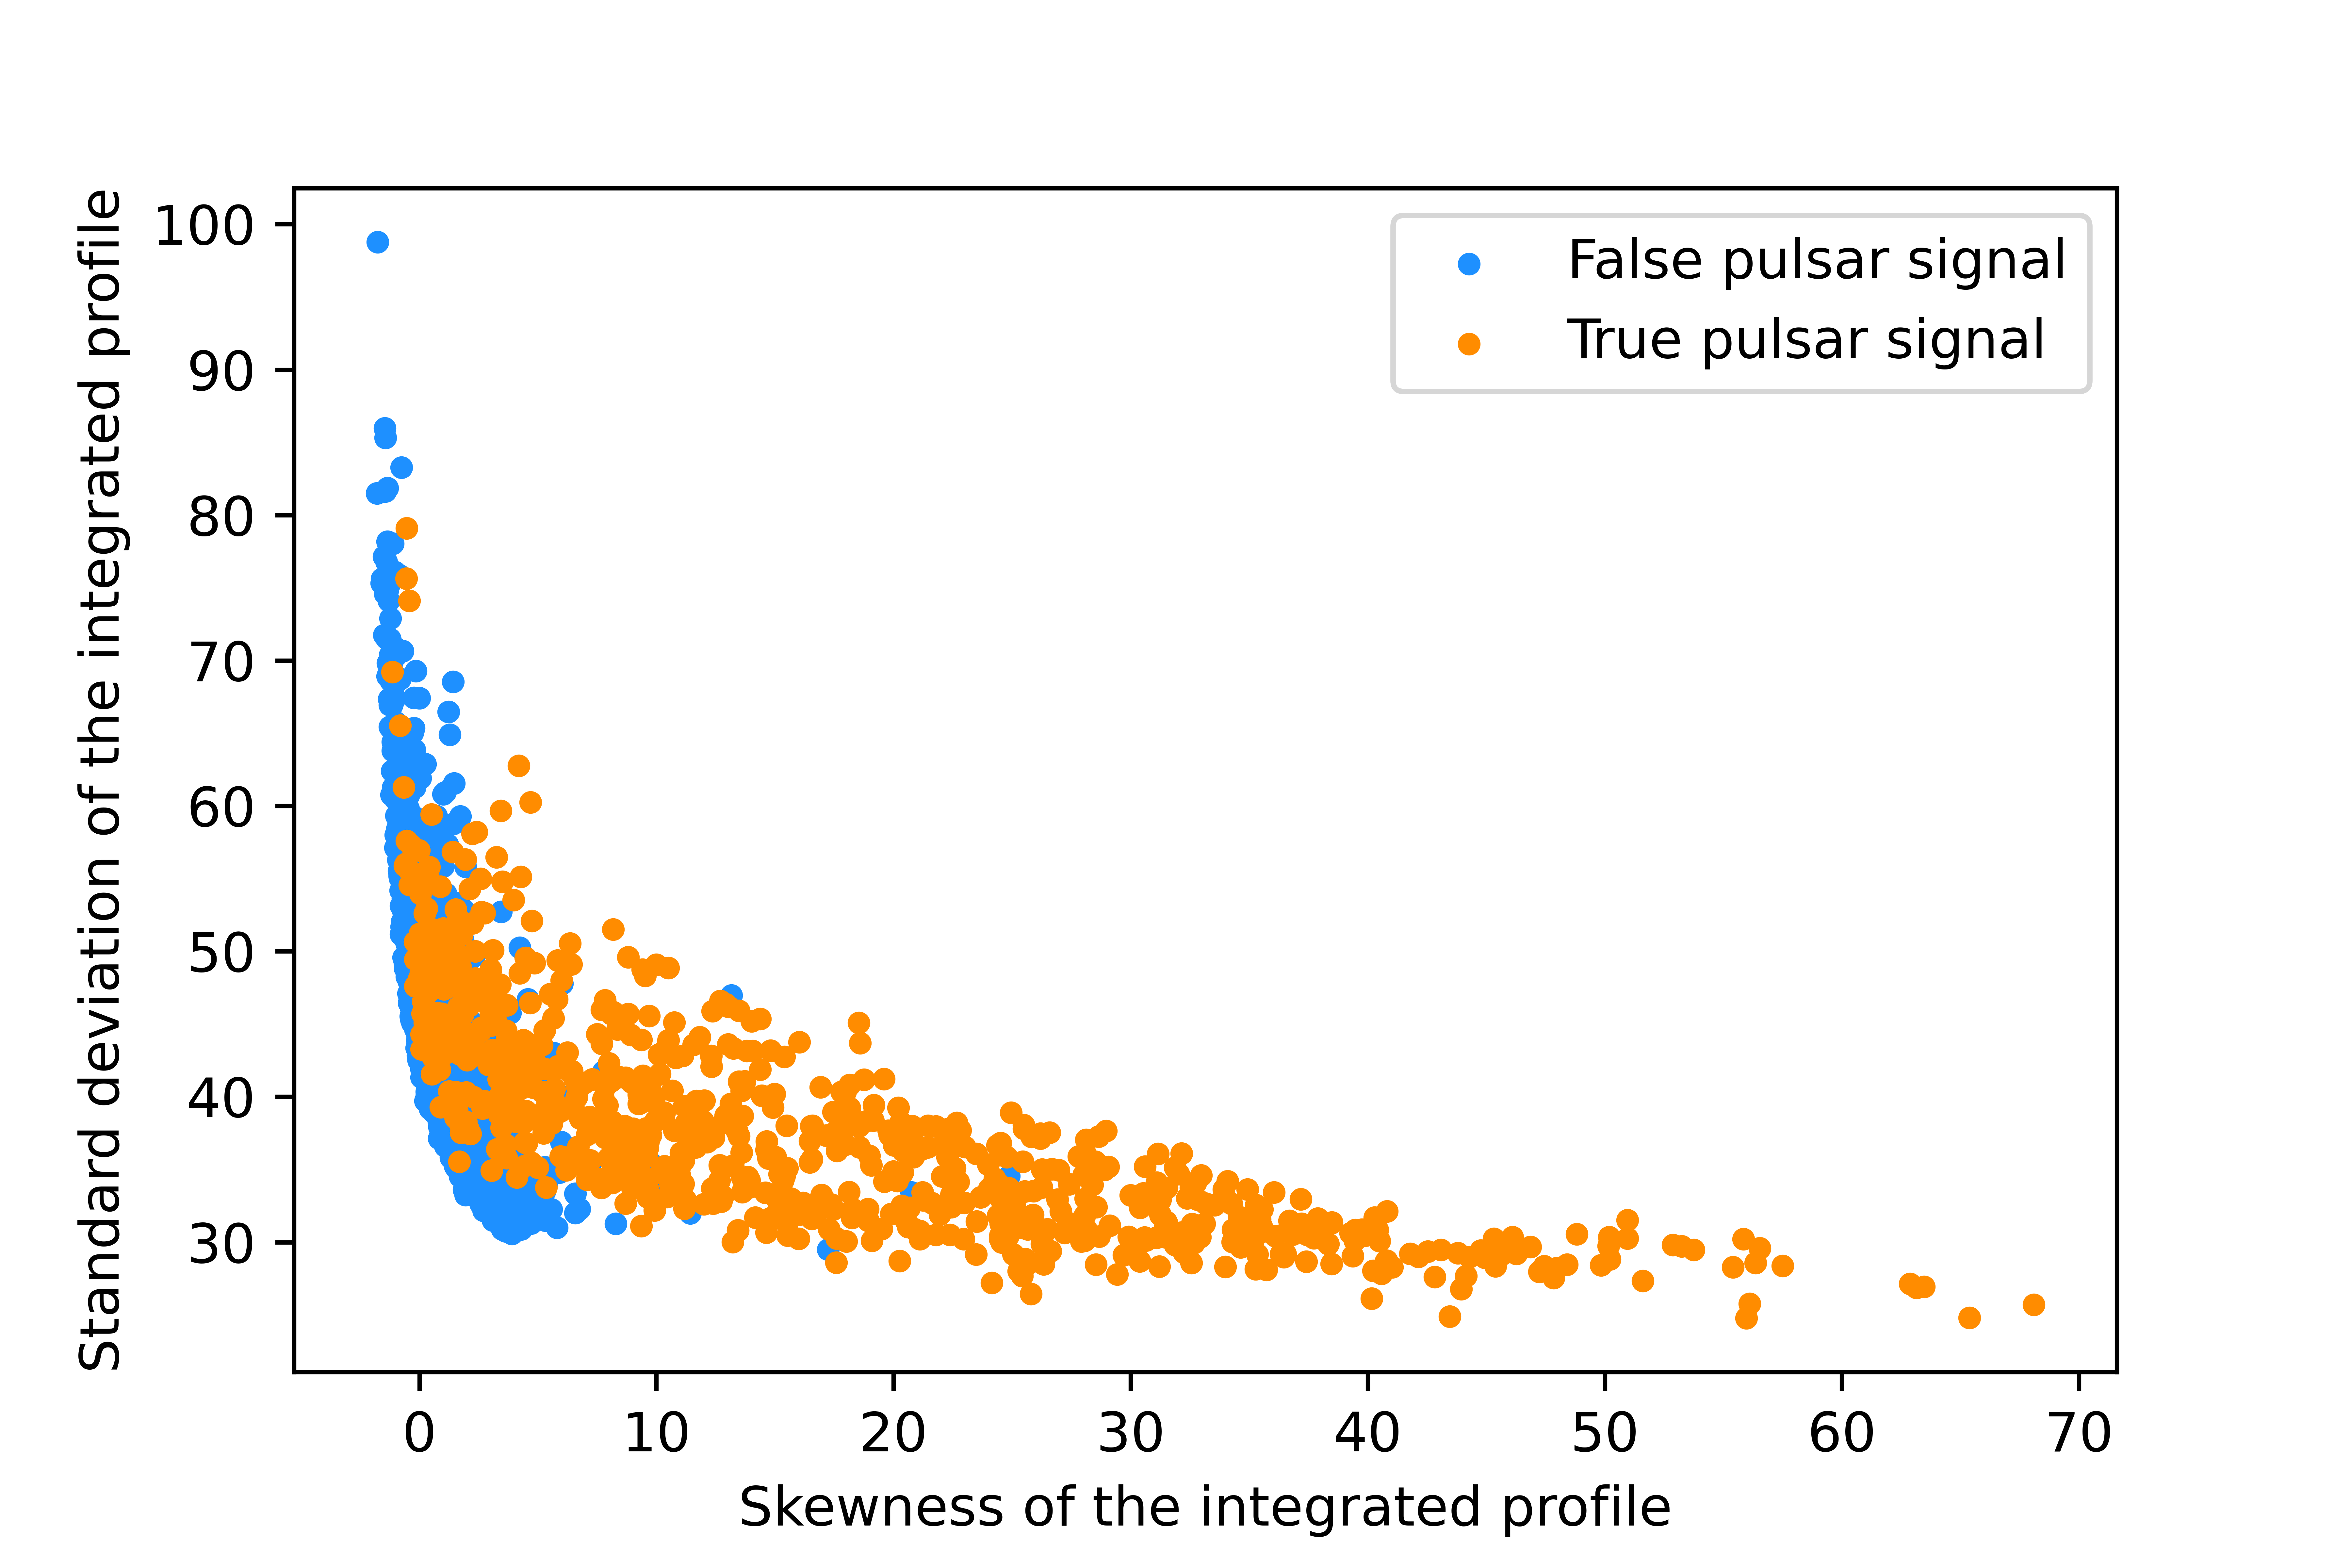 Standard deviation of the integrated profile
100
90
80
70
60
50
40
30
False pulsar signal
True pulsar signal
0 10 20 30 40 50 60 70
Skewness of the integrated profile